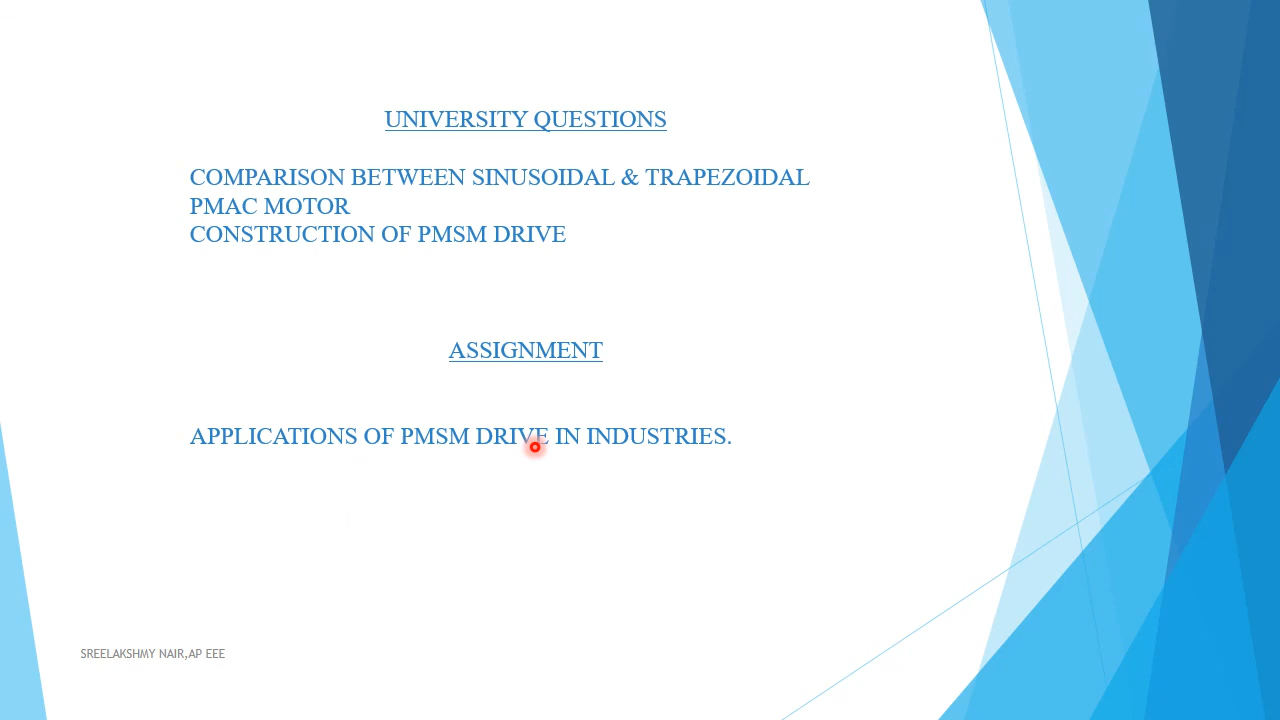 UNIVERSITY QUESTIONS
COMPARISON BETWEEN SINUSOIDAL & TRAPEZOIDAL
PMAC MOTOR
CONSTRUCTION OF PMSM DRIVE
ASSIGNMENT
APPLICATIONS OF PMSM DRIVE IN INDUSTRIES.
SREELAKSHMY NAIR,AP EEE